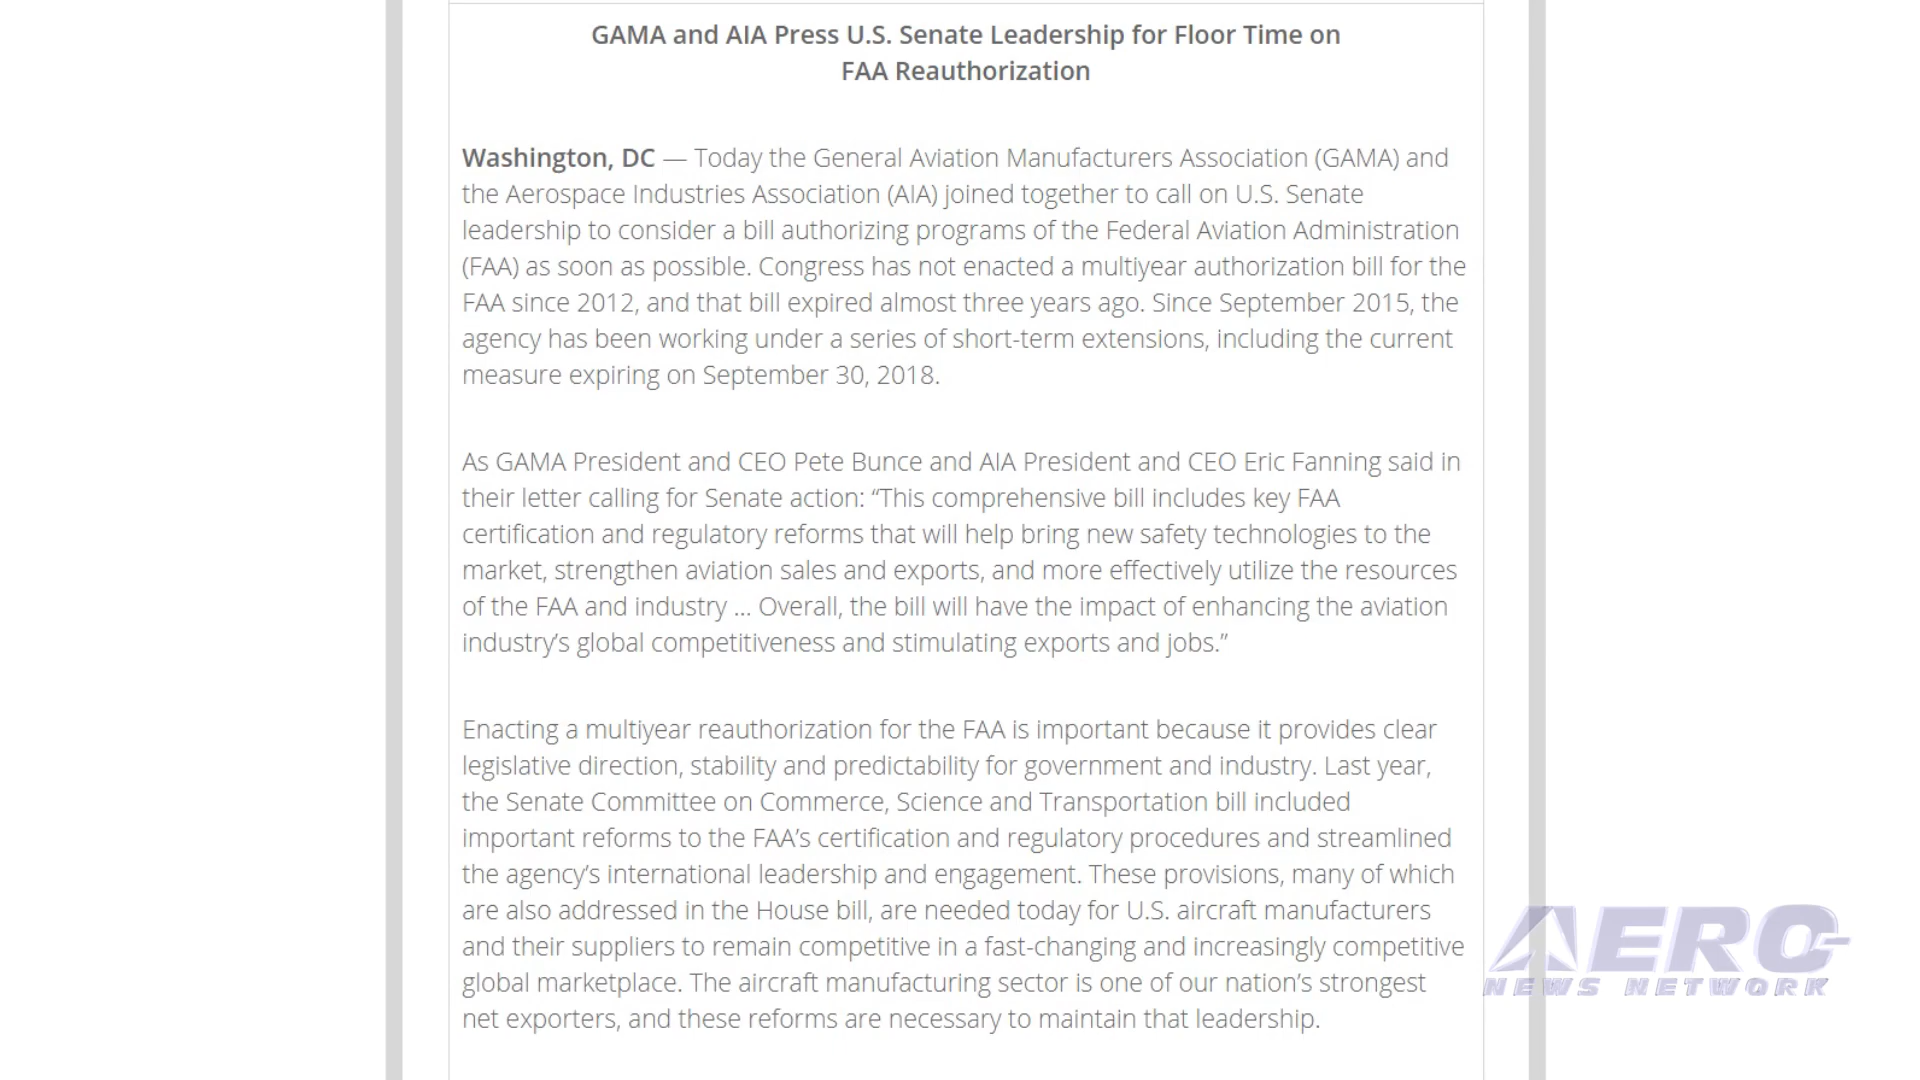 GAMA and AIA Press U.S. Senate Leadership for Floor Time on
FAA Reauthorization
Washington, DC — Today the General Aviation Manufacturers Association (GAMA) and
the Aerospace Industries Association (AIA) joined together to call on U.S. Senate
leadership to consider a bill authorizing programs of the Federal Aviation Administration
(FAA) as soon as possible. Congress has not enacted a multiyear authorization bill for the
FAA since 2012, and that bill expired almost three years ago. Since September 2015, the
agency has been working under a series of short-term extensions, including the current
measure expiring on September 30, 2018.
As GAMA President and CEO Pete Bunce and AIA President and CEO Eric Fanning said in
their letter calling for Senate action: “This comprehensive bill includes key FAA
certification and regulatory reforms that will help bring new safety technologies to the
market, strengthen aviation sales and exports, and more effectively utilize the resources
of the FAA and industry … Overall, the bill will have the impact of enhancing the aviation
industry’s global competitiveness and stimulating exports and jobs.”
Enacting a multiyear reauthorization for the FAA is important because it provides clear
legislative direction, stability and predictability for government and industry. Last year,
the Senate Committee on Commerce, Science and Transportation bill included
important reforms to the FAA’s certification and regulatory procedures and streamlined
the agency’s international leadership and engagement. These provisions, many of which
are also addressed in the House bill, are needed today for U.S. aircraft manufacturers
and their suppliers to remain competitive in a fast-changing and increasingly competitive
global marketplace. The aircraft manufacturing sector is one of our nation’s strongest
net exporters, and these reforms are necessary to maintain that leadership.
AERO
NEWS NETWORK